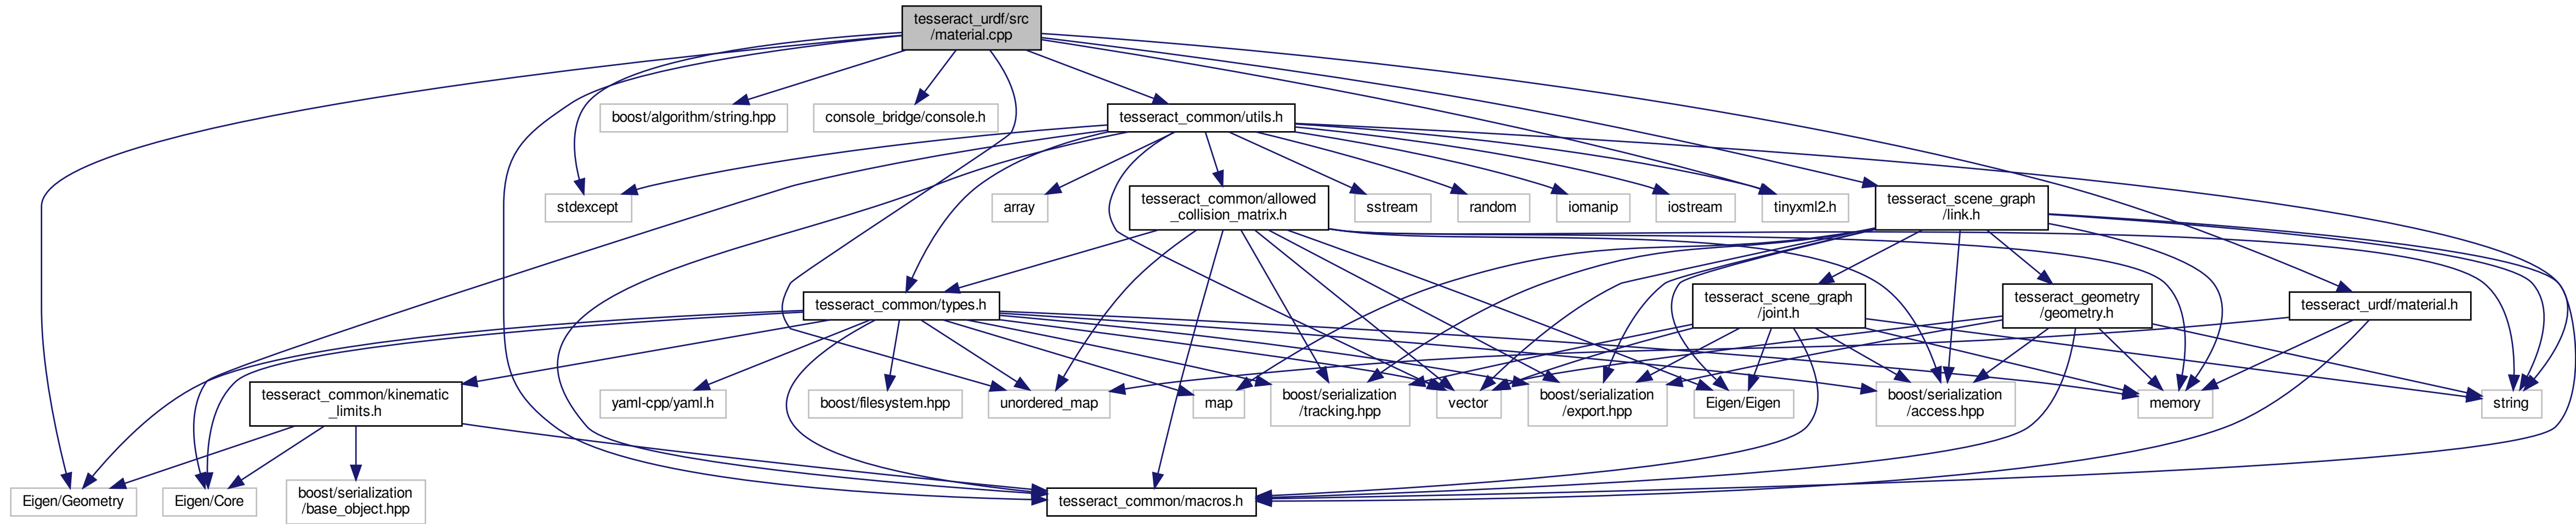 tesseract_urdf/src
/material.cpp
boost/algorithm/string.hpp
console_bridge/console.h
tesseract_common/utils.h
stdexcept
array
tesseract_common/allowed
_collision_matrix.h
sstream
random
iomanip
iostream
tinyxml2.h
tesseract_scene_graph
/link.h
tesseract_common/types.h
tesseract_scene_graph
/joint.h
tesseract_geometry
/geometry.h
tesseract_urdf/material.h
tesseract_common/kinematic
_limits.h
yaml-cpp/yaml.h
boost/filesystem.hpp
unordered_map
map
boost/serialization
/tracking.hpp
vector
boost/serialization
/export.hpp
Eigen/Eigen
boost/serialization
/access.hpp
memory
string
Eigen/Geometry
Eigen/Core
boost/serialization
/base_object.hpp
tesseract_common/macros.h